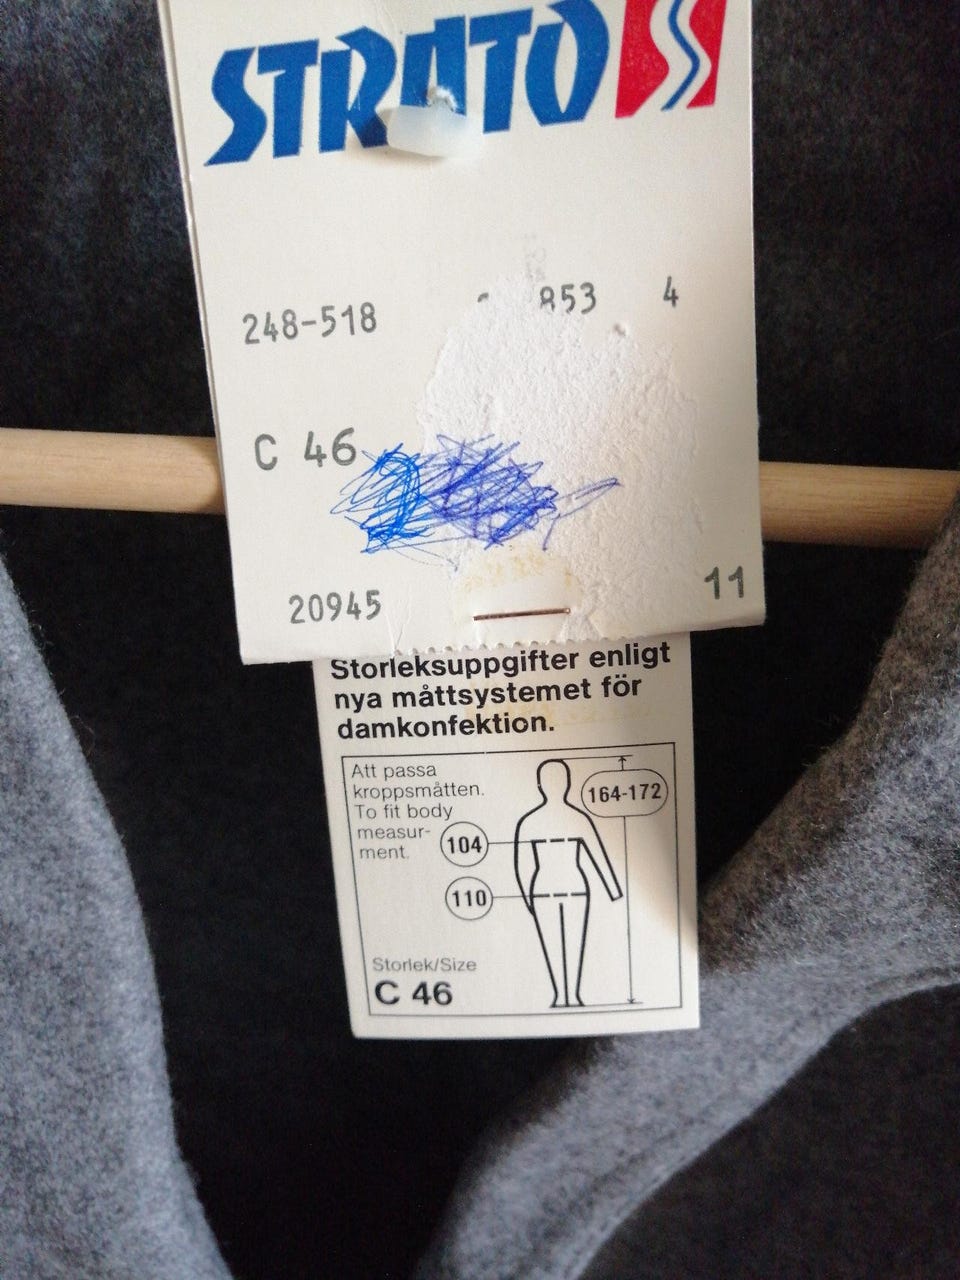 STRATO
248-518 853 4
C 46
20945 11
Storleksuppgifter enligt
nya måttsystemet för
damkonfektion.
Att passa
kroppsmåtten.
To fit body
measur-
ment.
164-172
104
110
Storlek/Size
C 46